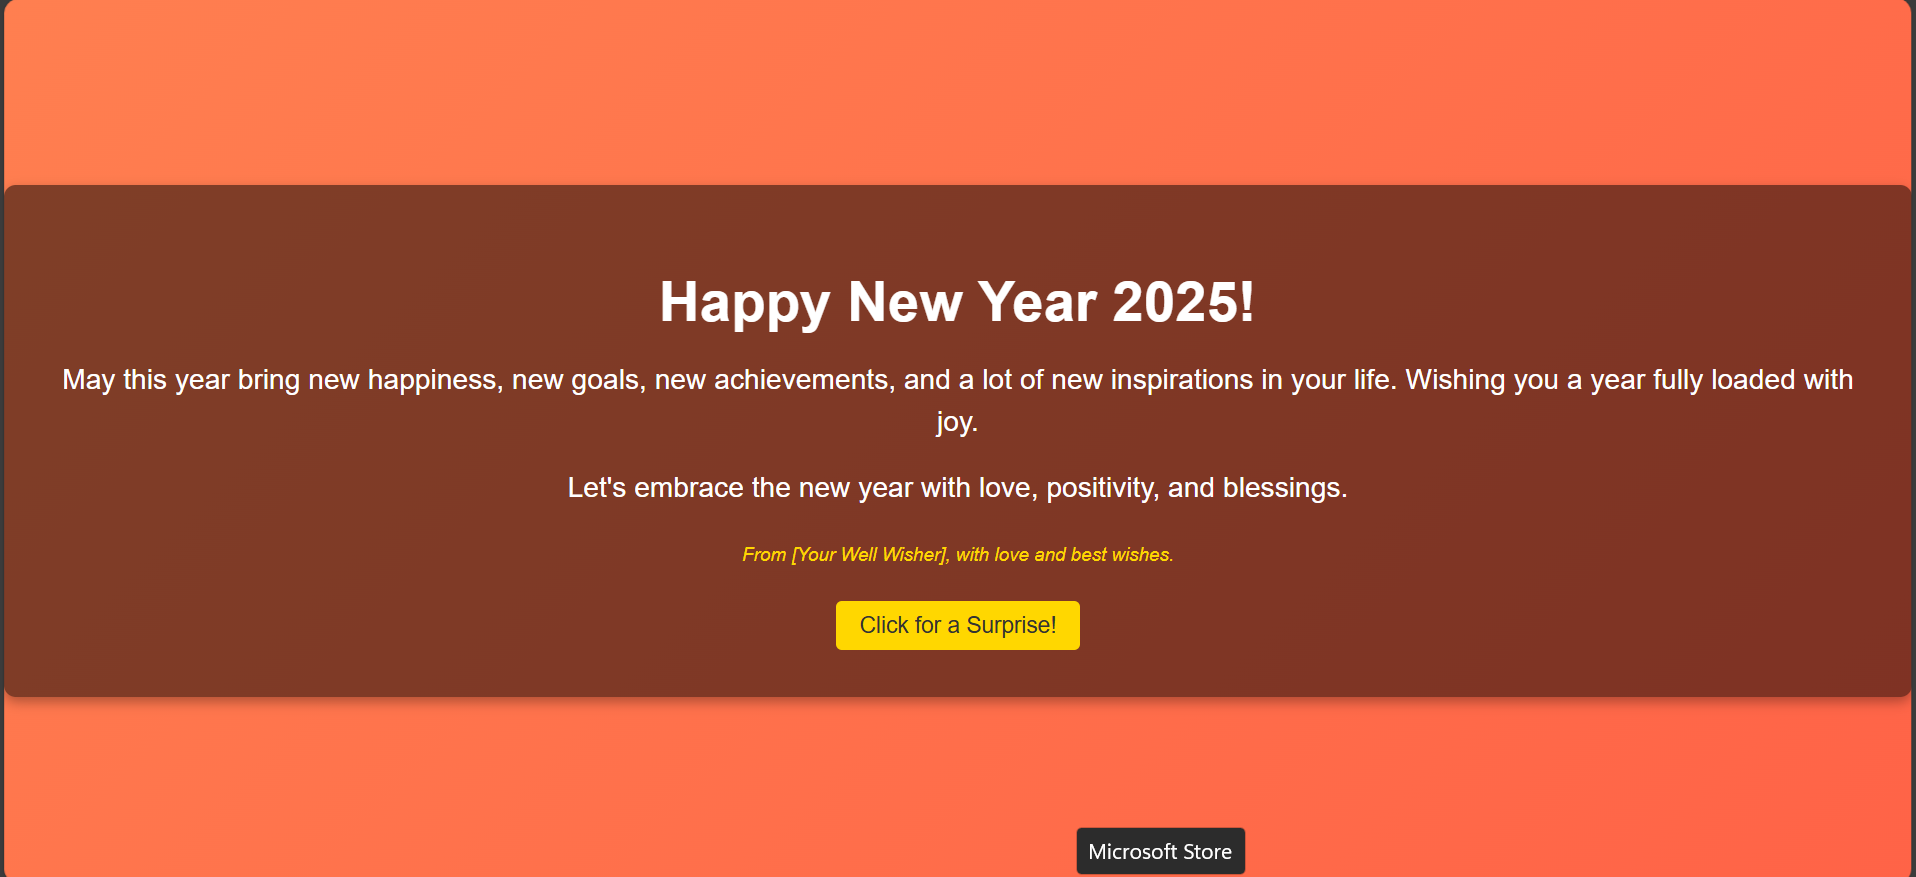 Happy New Year 2025!
May this year bring new happiness, new goals, new achievements, and a lot of new inspirations in your life. Wishing you a year fully loaded with
joy.
Let's embrace the new year with love, positivity, and blessings.
From [Your Well Wisher], with love and best wishes.
Click for a Surprise!
Microsoft Store